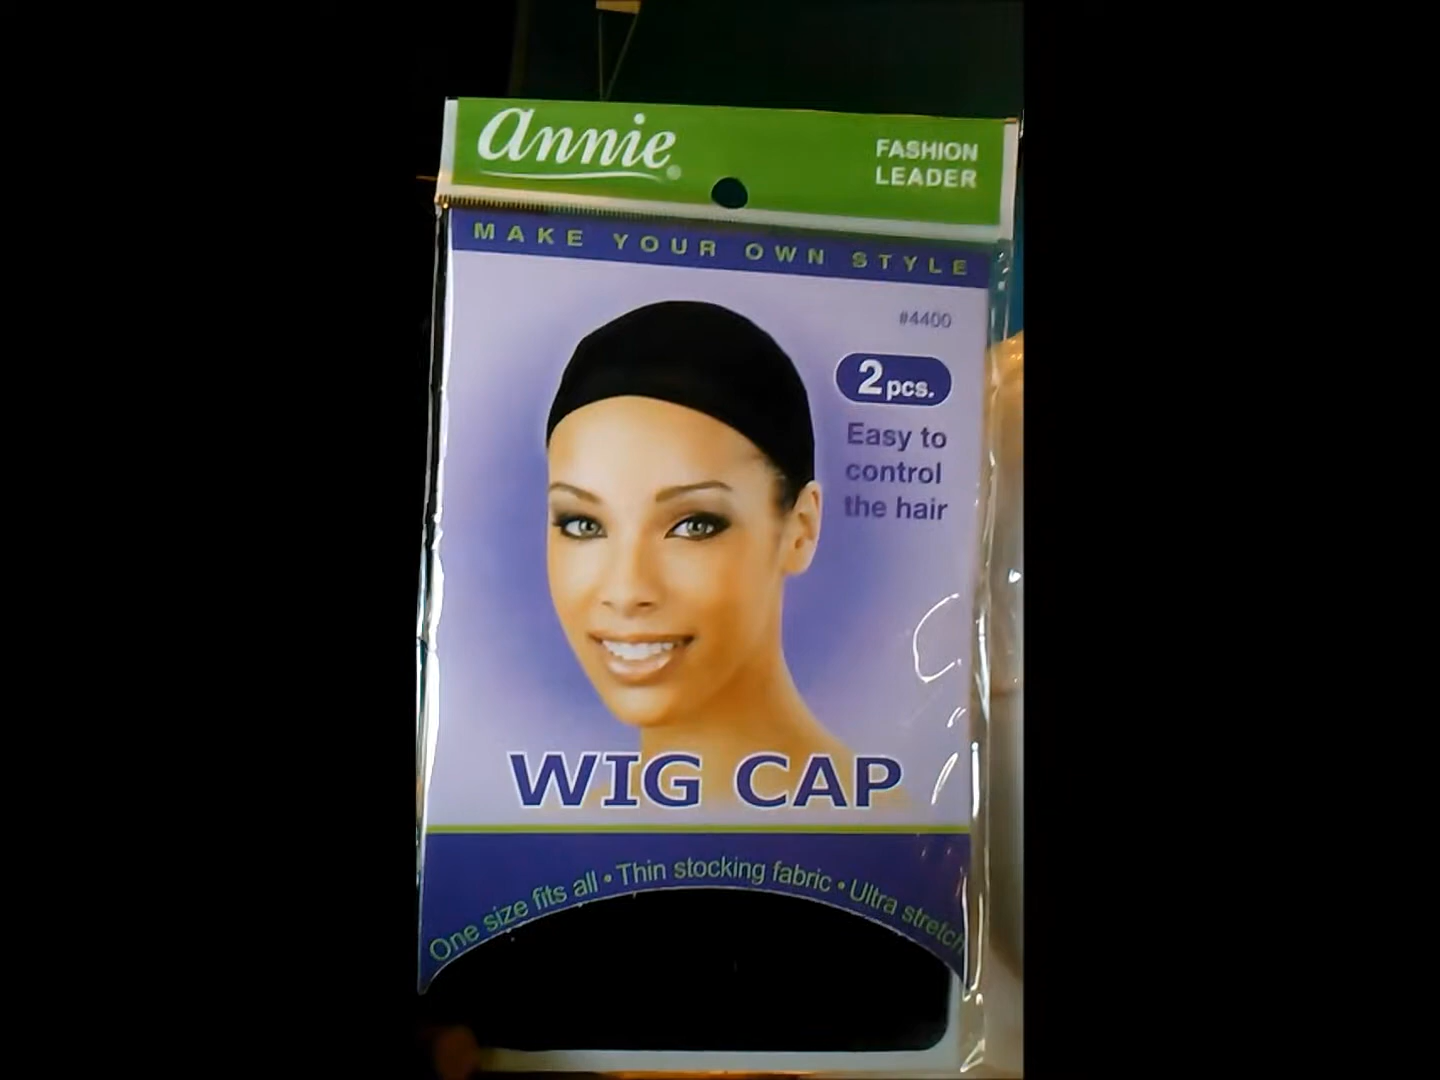 annie®
FASHION
LEADER
MAKE YOUR OWN STYLE
#4400
2 pcs.
Easy to
control
the hair
WIG CAP
One size fits all • Thin stocking fabric • Ultra stretch